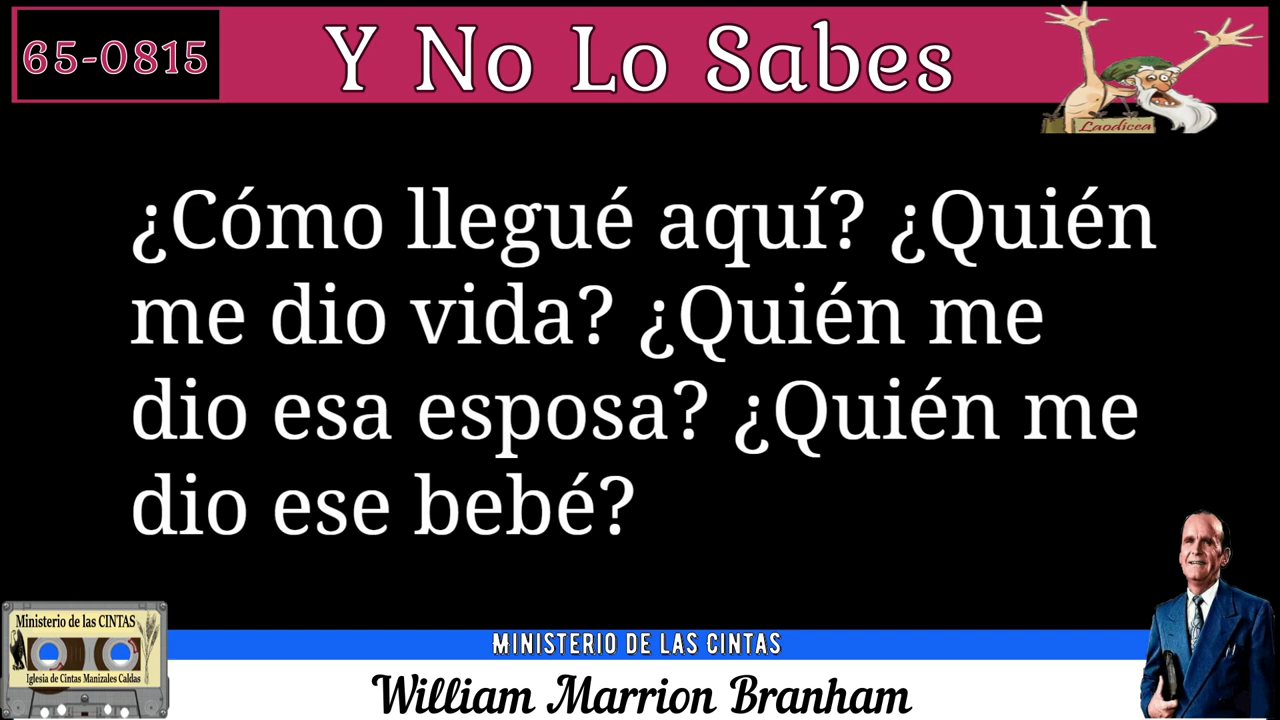 65-0815
Y No Lo Sabes
Laodicea
¿Cómo llegué aquí? ¿Quién
me dio vida? ¿Quién me
dio esa esposa? ¿Quién me
dio ese bebé?
Ministerio de las CINTAS
Iglesia de Cintas Manizales Caldas
MINISTERIO DE LAS CINTAS
William Marrion Branham